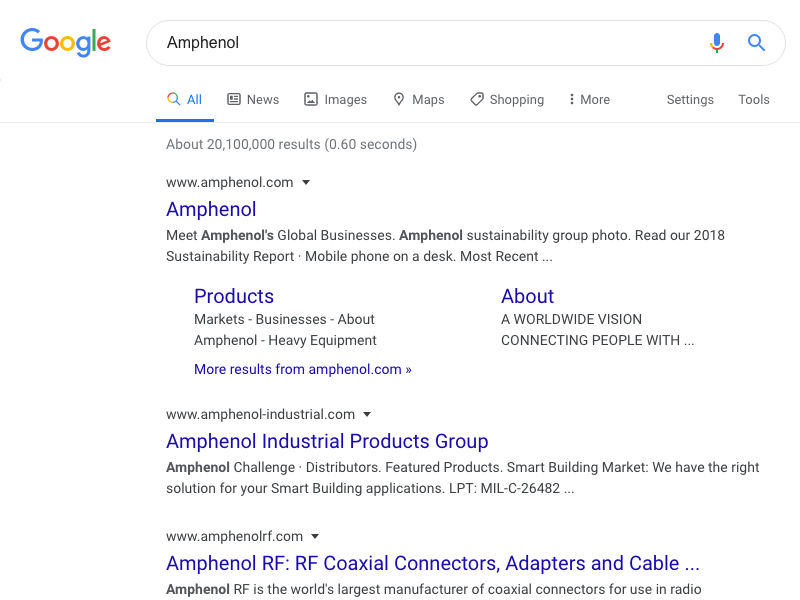 Google
Amphenol
All News Images Maps Shopping More Settings Tools
About 20,100,000 results (0.60 seconds)
www.amphenol.com
Amphenol
Meet Amphenol's Global Businesses. Amphenol sustainability group photo. Read our 2018
Sustainability Report · Mobile phone on a desk. Most Recent ...
Products
Markets - Businesses - About
Amphenol - Heavy Equipment
About
A WORLDWIDE VISION
CONNECTING PEOPLE WITH ...
More results from amphenol.com »
www.amphenol-industrial.com
Amphenol Industrial Products Group
Amphenol Challenge · Distributors. Featured Products. Smart Building Market: We have the right
solution for your Smart Building applications. LPT: MIL-C-26482 ...
www.amphenolrf.com
Amphenol RF: RF Coaxial Connectors, Adapters and Cable ...
Amphenol RF is the world's largest manufacturer of coaxial connectors for use in radio